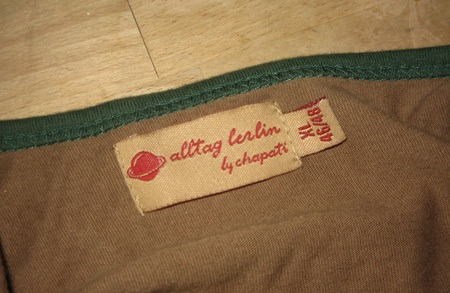 alltag berlin
by chapati
XL
46/48